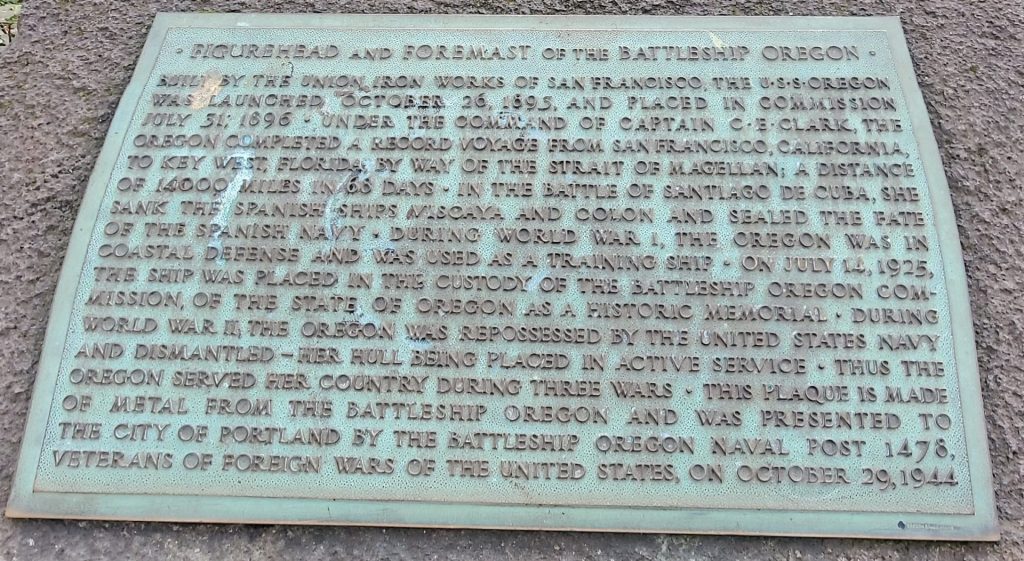 · FIGUREHEAD AND FOREMAST OF THE BATTLESHIP OREGON ·
BUILT BY THE UNION IRON WORKS OF SAN FRANCISCO, THE U·S·S·OREGON
WAS LAUNCHED, OCTOBER 26, 1893, AND PLACED IN COMMISSION
JULY 31, 1896 · UNDER THE COMMAND OF CAPTAIN C·E·CLARK, THE
OREGON COMPLETED A RECORD VOYAGE FROM SAN FRANCISCO, CALIFORNIA,
TO KEY WEST, FLORIDA, BY WAY OF THE STRAIT OF MAGELLAN; A DISTANCE
OF 14000 MILES IN 68 DAYS · IN THE BATTLE OF SANTIAGO DE CUBA, SHE
SANK THE SPANISH SHIPS VISCAYA AND COLON AND SEALED THE FATE
OF THE SPANISH NAVY · DURING WORLD WAR I, THE OREGON WAS IN
COASTAL DEFENSE AND WAS USED AS A TRAINING SHIP · ON JULY 14, 1925,
THE SHIP WAS PLACED IN THE CUSTODY OF THE BATTLESHIP OREGON COM-
MISSION, OF THE STATE OF OREGON AS A HISTORIC MEMORIAL · DURING
WORLD WAR II, THE OREGON WAS REPOSSESSED BY THE UNITED STATES NAVY
AND DISMANTLED – HER HULL BEING PLACED IN ACTIVE SERVICE · THUS THE
OREGON SERVED HER COUNTRY DURING THREE WARS · THIS PLAQUE IS MADE
OF METAL FROM THE BATTLESHIP OREGON AND WAS PRESENTED TO
THE CITY OF PORTLAND BY THE BATTLESHIP OREGON NAVAL POST 1478,
VETERANS OF FOREIGN WARS OF THE UNITED STATES, ON OCTOBER 29, 1944